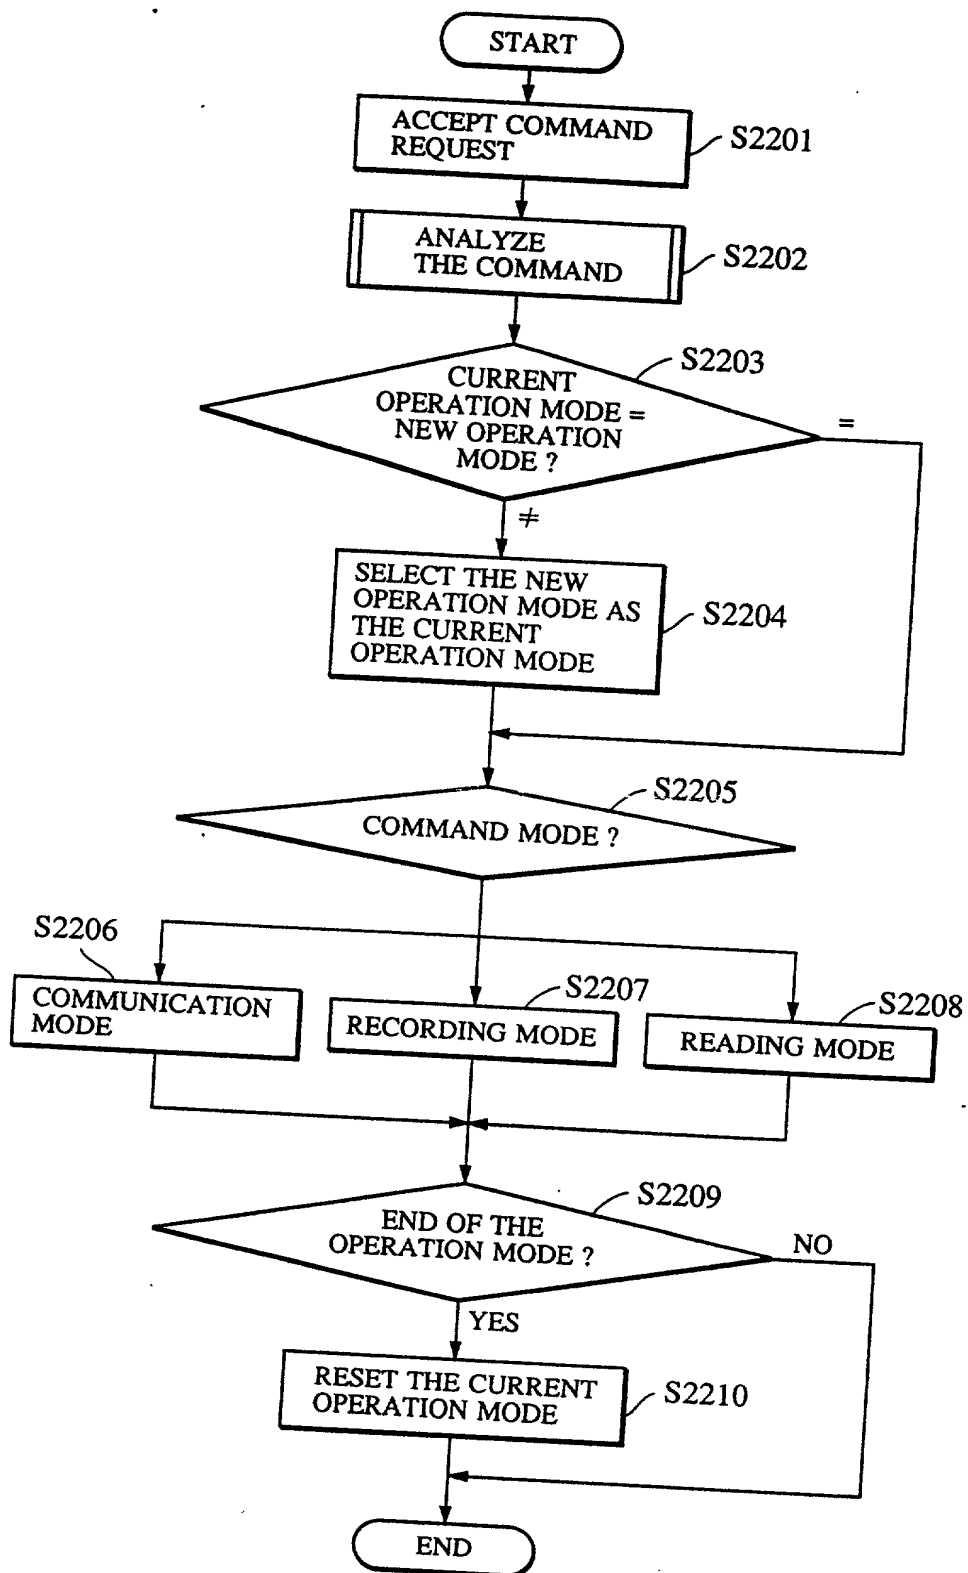 START
ACCEPT COMMAND
REQUEST
S2201
ANALYZE
THE COMMAND
S2202
S2203
CURRENT
OPERATION MODE =
NEW OPERATION
MODE ?
=
≠
SELECT THE NEW
OPERATION MODE AS
THE CURRENT
OPERATION MODE
S2204
S2205
COMMAND MODE ?
S2206
COMMUNICATION
MODE
S2207
RECORDING MODE
S2208
READING MODE
S2209
END OF THE
OPERATION MODE ?
NO
YES
RESET THE CURRENT
OPERATION MODE
S2210
END